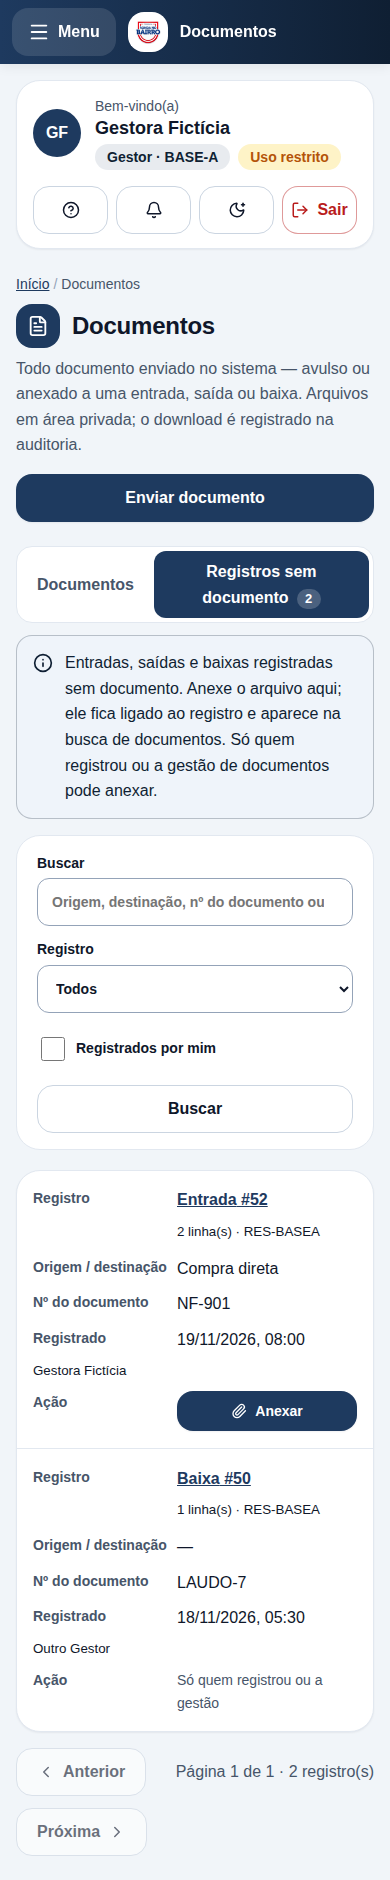 Menu
BAIRRO
Documentos
GF
Bem-vindo(a)
Gestora Fictícia
Gestor · BASE-A
Uso restrito
Sair
Início / Documentos
Documentos
Todo documento enviado no sistema — avulso ou
anexado a uma entrada, saída ou baixa. Arquivos
em área privada; o download é registrado na
auditoria.
Enviar documento
Documentos
Registros sem
documento 2
Entradas, saídas e baixas registradas
sem documento. Anexe o arquivo aqui;
ele fica ligado ao registro e aparece na
busca de documentos. Só quem
registrou ou a gestão de documentos
pode anexar.
Buscar
Origem, destinação, nº do documento ou
Registro
Todos
Registrados por mim
Buscar
Registro Entrada #52
2 linha(s) · RES-BASEA
Origem / destinação Compra direta
Nº do documento NF-901
Registrado 19/11/2026, 08:00
Gestora Fictícia
Ação Anexar
Registro Baixa #50
1 linha(s) · RES-BASEA
Origem / destinação —
Nº do documento LAUDO-7
Registrado 18/11/2026, 05:30
Outro Gestor
Ação Só quem registrou ou a
gestão
Anterior
Página 1 de 1 · 2 registro(s)
Próxima